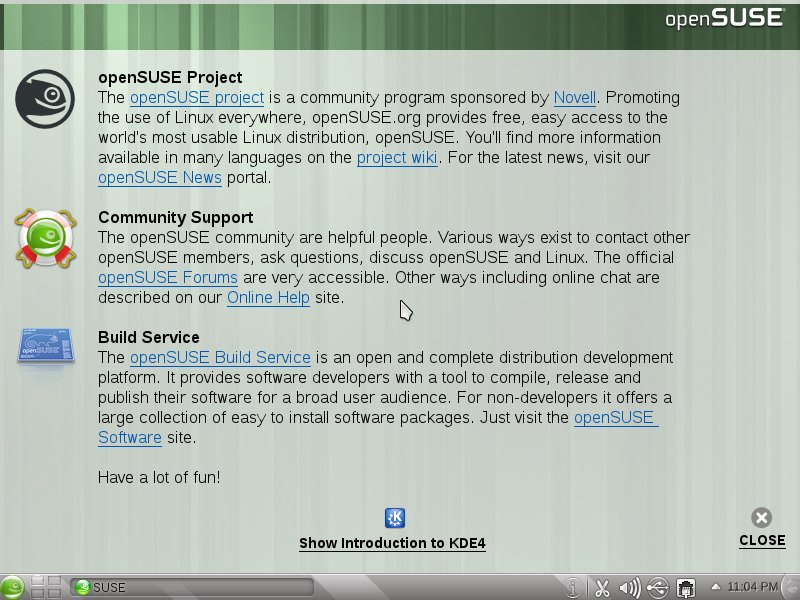 openSUSE
openSUSE Project
The openSUSE project is a community program sponsored by Novell. Promoting
the use of Linux everywhere, openSUSE.org provides free, easy access to the
world's most usable Linux distribution, openSUSE. You'll find more information
available in many languages on the project wiki. For the latest news, visit our
openSUSE News portal.
Community Support
The openSUSE community are helpful people. Various ways exist to contact other
openSUSE members, ask questions, discuss openSUSE and Linux. The official
openSUSE Forums are very accessible. Other ways including online chat are
described on our Online Help site.
openSUSE
Build Service
The openSUSE Build Service is an open and complete distribution development
platform. It provides software developers with a tool to compile, release and
publish their software for a broad user audience. For non-developers it offers a
large collection of easy to install software packages. Just visit the openSUSE
Software site.
Have a lot of fun!
Show Introduction to KDE4
CLOSE
SUSE
11:04 PM